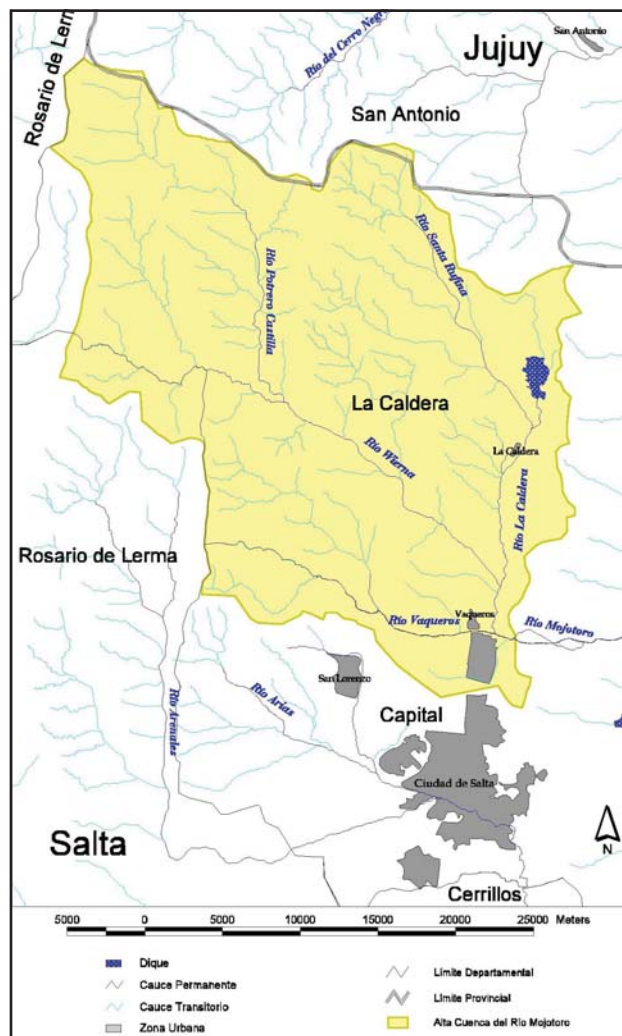 San Antonio
Jujuy
Río del Cerro Negro
Rosario de Lerma
San Antonio
Río Santa Rufina
Río Potrero Castilla
La Caldera
La Caldera
Río Wierna
Río La Caldera
Rosario de Lerma
Vaqueros
Río Vaqueros
Río Mojotoro
San Lorenzo
Río Arias
Río Arenales
Capital
Ciudad de Salta
Salta
N
Cerrillos
5000 0 5000 10000 15000 20000 25000 Meters
Dique
Cauce Permanente
Cauce Transitorio
Zona Urbana
Límite Departamental
Límite Provincial
Alta Cuenca del Río Mojotoro